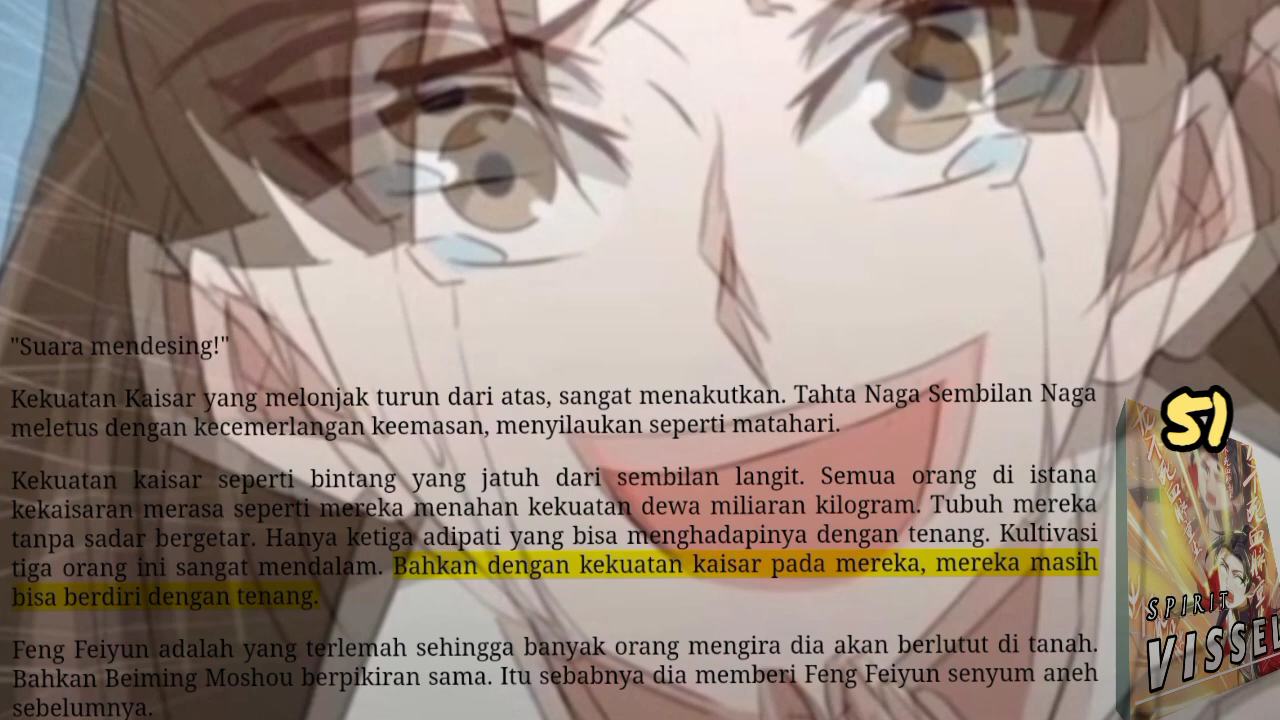 "Suara mendesing!"
Kekuatan Kaisar yang melonjak turun dari atas, sangat menakutkan. Tahta Naga Sembilan Naga
meletus dengan kecemerlangan keemasan, menyilaukan seperti matahari.
Kekuatan kaisar seperti bintang yang jatuh dari sembilan langit. Semua orang di istana
kekaisaran merasa seperti mereka menahan kekuatan dewa miliaran kilogram. Tubuh mereka
tanpa sadar bergetar. Hanya ketiga adipati yang bisa menghadapinya dengan tenang. Kultivasi
tiga orang ini sangat mendalam. Bahkan dengan kekuatan kaisar pada mereka, mereka masih
bisa berdiri dengan tenang.
Feng Feiyun adalah yang terlemah sehingga banyak orang mengira dia akan berlutut di tanah.
Bahkan Beiming Moshou berpikiran sama. Itu sebabnya dia memberi Feng Feiyun senyum aneh
sebelumnya.
51
SPIRIT
VISSEL